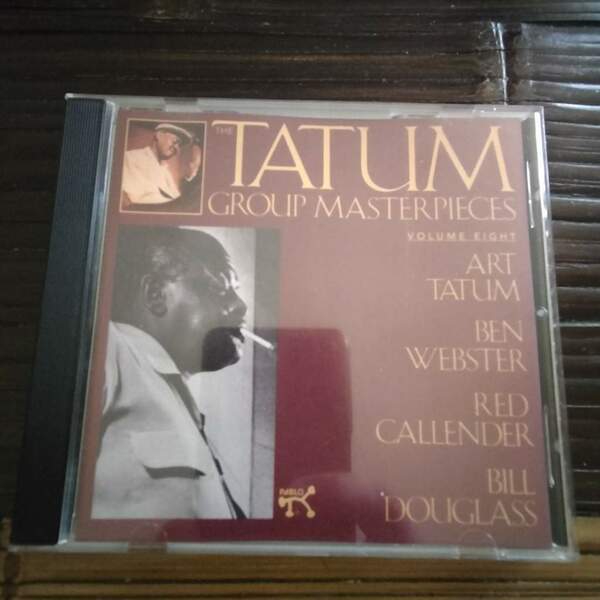 THE TATUM
GROUP MASTERPIECES
VOLUME EIGHT
ART
TATUM
BEN
WEBSTER
RED
CALLENDER
BILL
DOUGLASS
PABLO